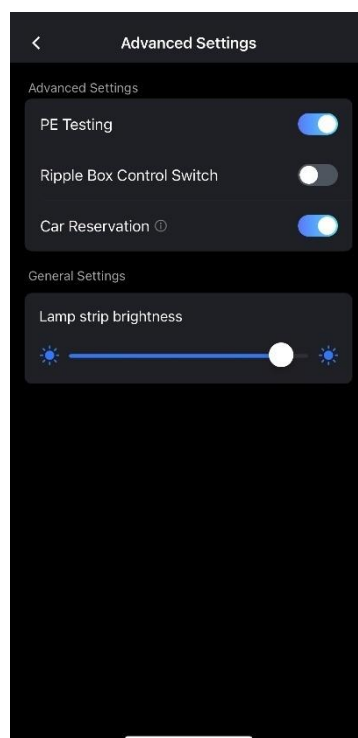 Advanced Settings
Advanced Settings
PE Testing
Ripple Box Control Switch
Car Reservation
General Settings
Lamp strip brightness